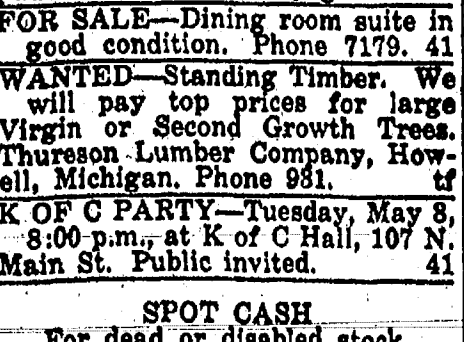 FOR SALE—Dining room suite in
good condition. Phone 7179. 41
WANTED—Standing Timber. We
will pay top prices for large
Virgin or Second Growth Trees.
Thureson Lumber Company, How-
ell, Michigan. Phone 931. tf
K OF C PARTY—Tuesday, May 8,
8:00 p.m., at K of C Hall, 107 N.
Main St. Public invited. 41
SPOT CASH
For dead or disabled stock